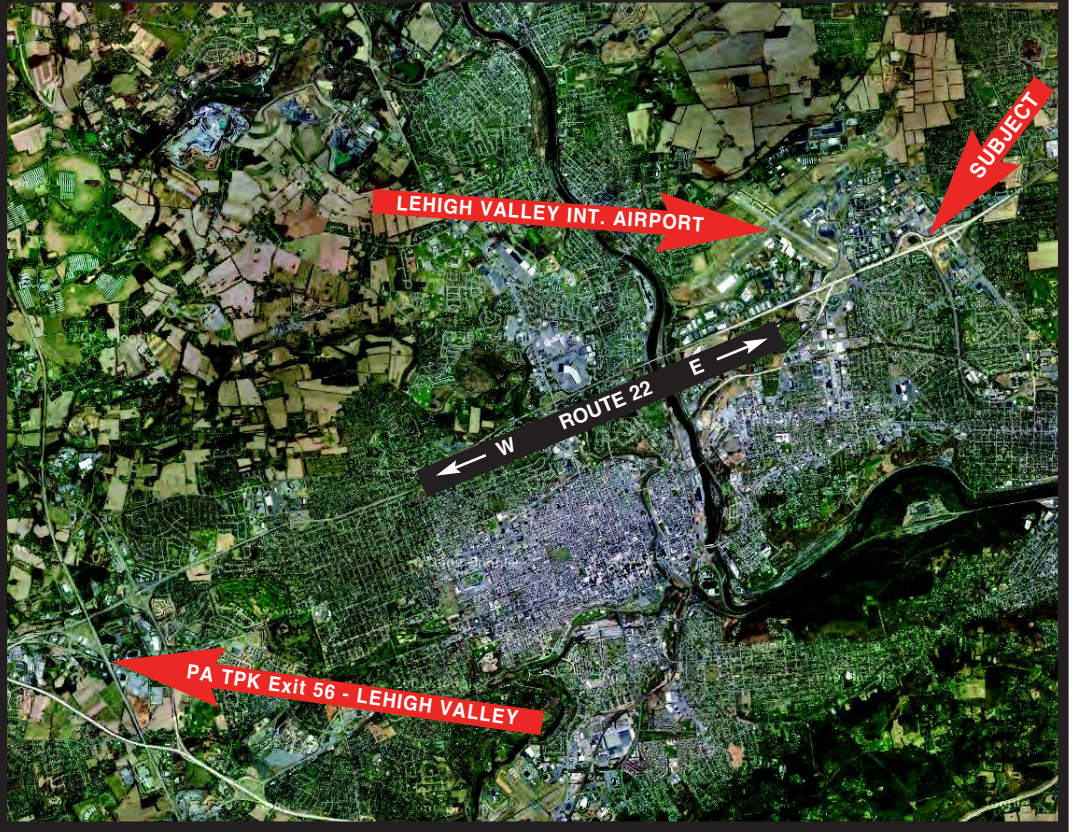 SUBJECT
LEHIGH VALLEY INT. AIRPORT
W ROUTE 22 E
PA TPK Exit 56 - LEHIGH VALLEY